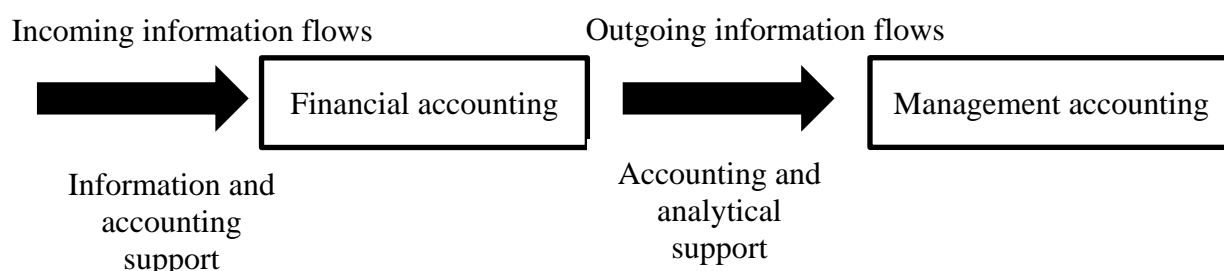 Incoming information flows
Outgoing information flows
Financial accounting
Management accounting
Information and
accounting
support
Accounting and
analytical
support